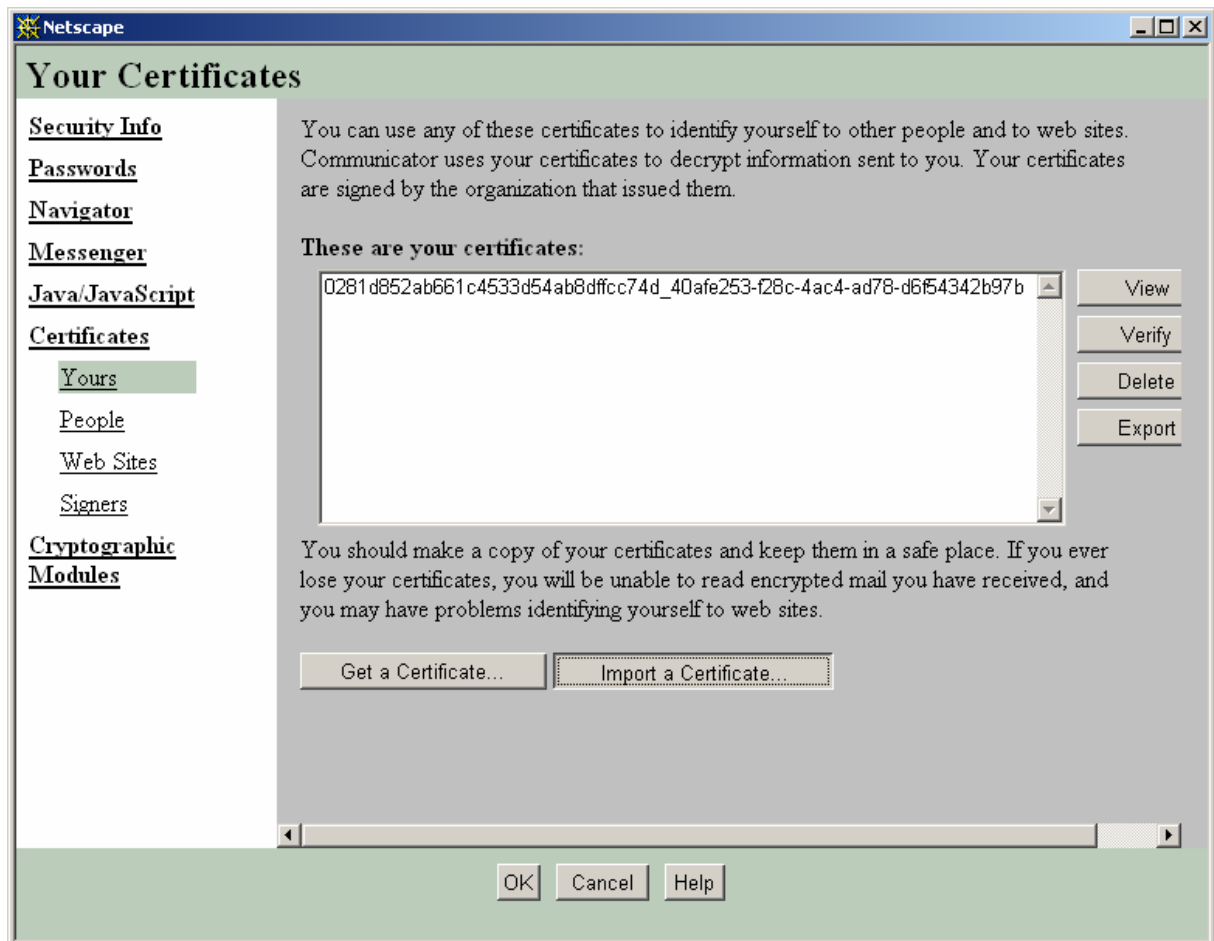 Netscape
Your Certificates
Security Info
Passwords
Navigator
Messenger
Java/JavaScript
Certificates
Yours
People
Web Sites
Signers
Cryptographic
Modules
You can use any of these certificates to identify yourself to other people and to web sites.
Communicator uses your certificates to decrypt information sent to you. Your certificates
are signed by the organization that issued them.
These are your certificates:
0281d852ab661c4533d54ab8dffcc74d_40afe253-f28c-4ac4-ad78-d6f54342b97b
View
Verify
Delete
Export
You should make a copy of your certificates and keep them in a safe place. If you ever
lose your certificates, you will be unable to read encrypted mail you have received, and
you may have problems identifying yourself to web sites.
Get a Certificate...
Import a Certificate...
OK
Cancel
Help